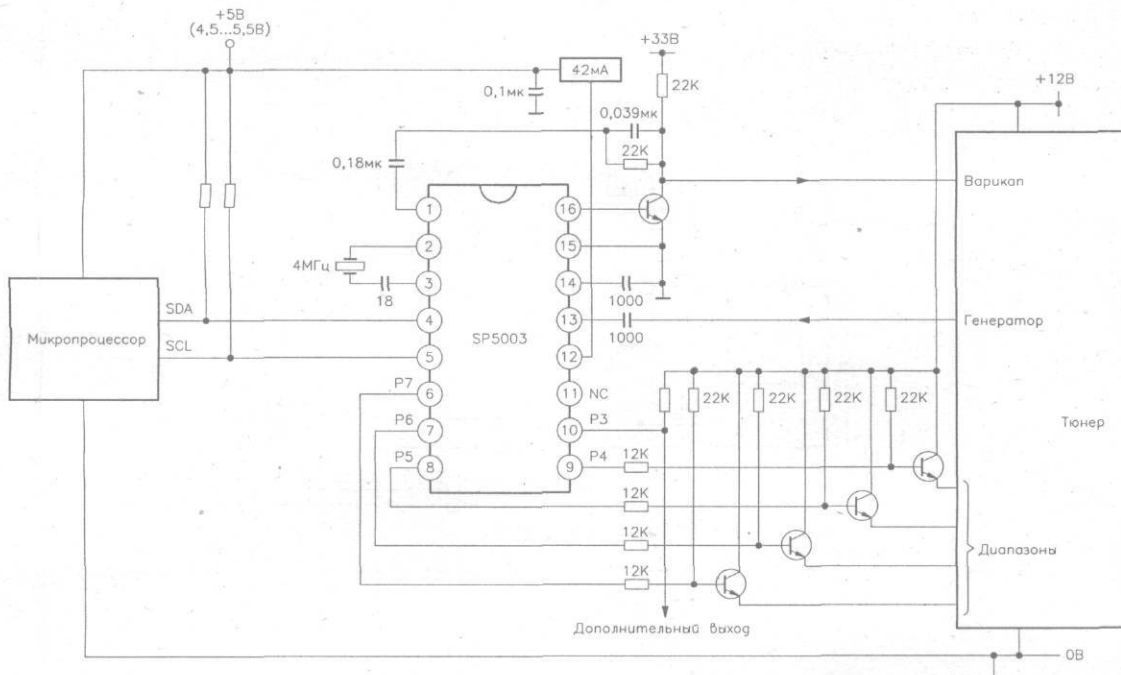 +5В
(4,5...5,5В)
42мА
0,1мк
+33В
22К
0,039мк
22К
0,18мк
+12В
Варикап
1
16
2
15
4МГц
18
3
14
1000
Микропроцессор
SDA
4
SP5003
13
1000
Генератор
SCL
5
12
P7
6
11
NC
22К
22К
22К
22К
Тюнер
P6
7
10
P3
P5
8
9
P4
12К
12К
12К
12К
Диапазоны
Дополнительный выход
0В